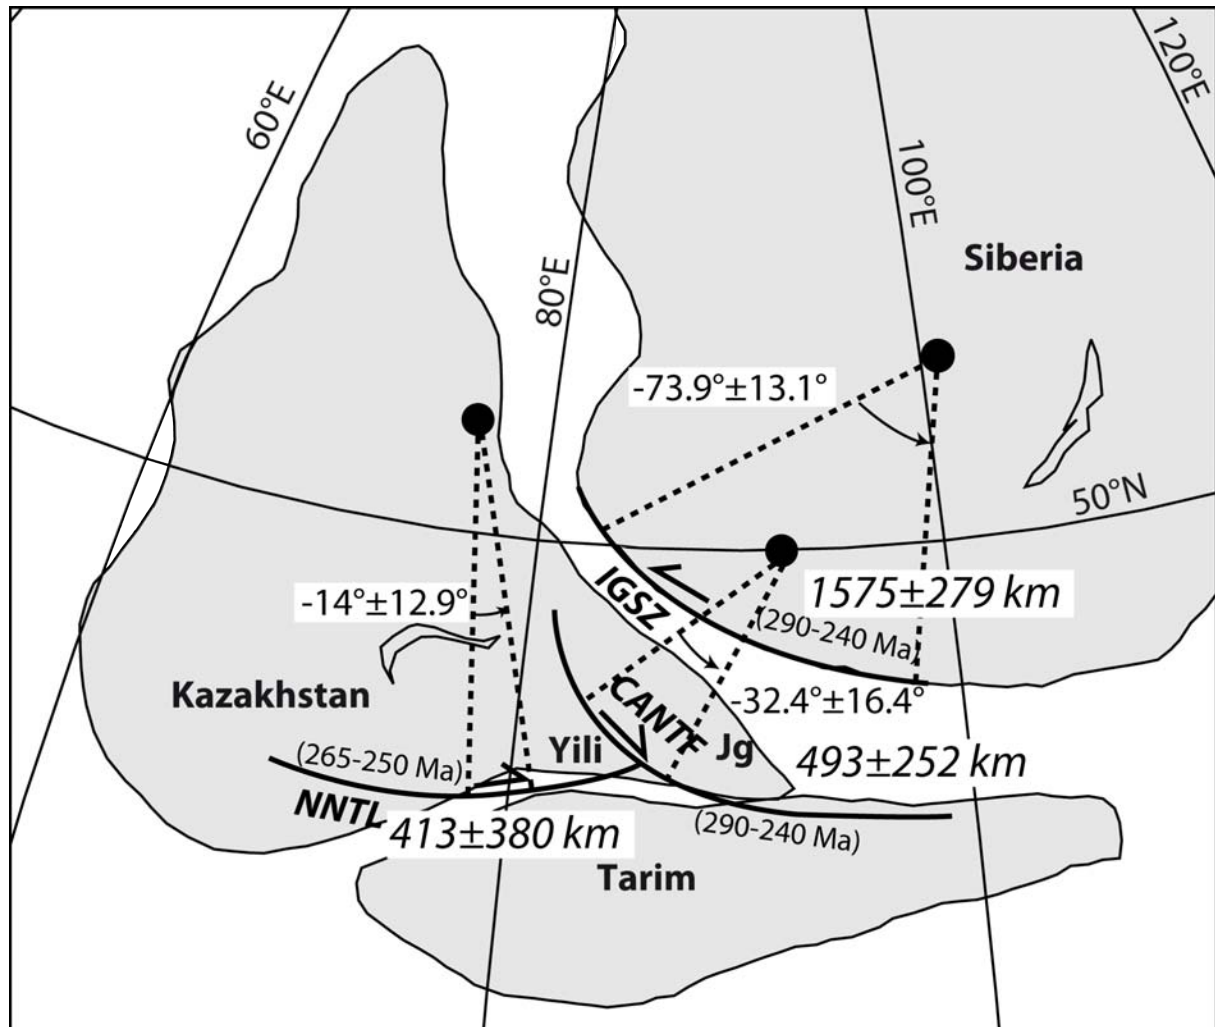 60°E
80°E
100°E
120°E
Siberia
-73.9°±13.1°
50°N
IGSZ
1575±279 km
(290-240 Ma)
-14°±12.9°
Kazakhstan
CANTF
-32.4°±16.4°
Yili
Jg
(265-250 Ma)
493±252 km
NNTL
413±380 km
(290-240 Ma)
Tarim